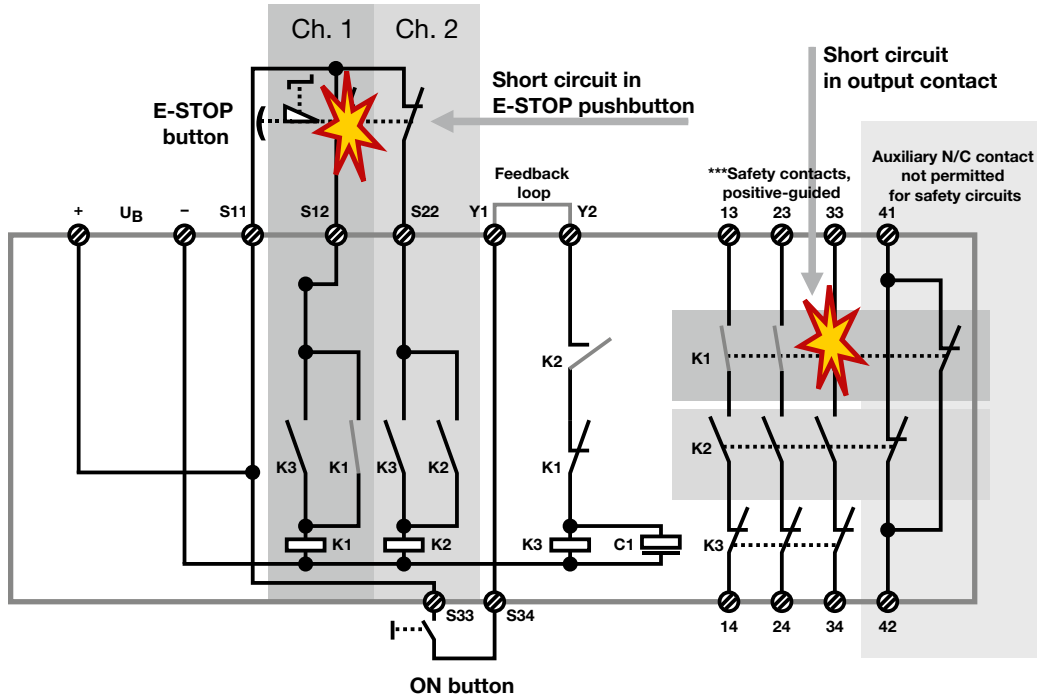 Ch. 1
Ch. 2
Short circuit
in output contact
Short circuit in
E-STOP pushbutton
E-STOP
button
Auxiliary N/C contact
not permitted
for safety circuits
Feedback
loop
***Safety contacts,
positive-guided
+
UB
–
S11
S12
S22
Y1
Y2
13
23
33
41
K1
K2
K2
K3
K1
K3
K2
K1
K3
K1
K2
K3
C1
S33
S34
14
24
34
42
ON button